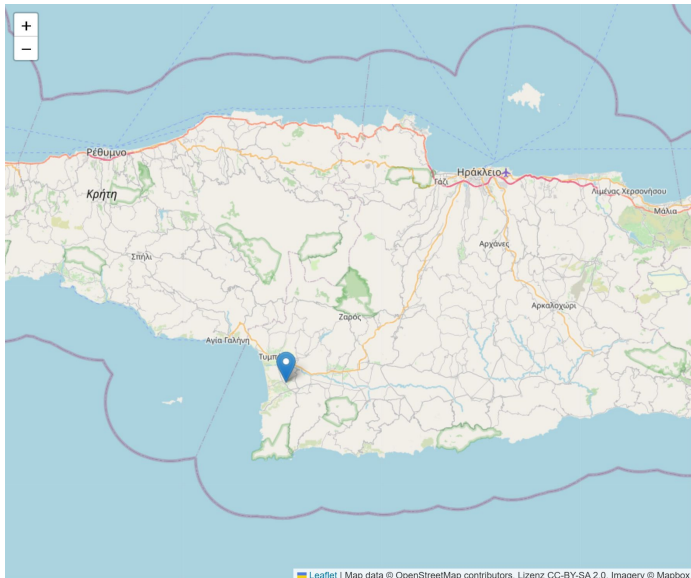 +
−
Ρέθυμνο
Ηράκλειο
Γάζι
Λιμένας Χερσονήσου
Κρήτη
Μάλια
Αρχάνες
Σπήλι
Αρκαλοχώρι
Ζαρός
Αγία Γαλήνη
Leaflet | Map data © OpenStreetMap contributors, Lizenz CC-BY-SA 2.0, Imagery © Mapbox